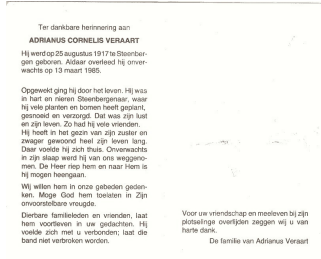 Ter dankbare herinnering aan
ADRIANUS CORNELIS VERAART
Hij werd op 25 augustus 1917 te Steenber-
gen geboren. Aldaar overleed hij onver-
wachts op 13 maart 1985.
Opgewekt ging hij door het leven. Hij was
in hart en nieren Steenbergenaar, waar
hij vele planten en bomen heeft geplant,
gesnoeid en verzorgd. Dat was zijn lust
en zijn leven. Zo had hij vele vrienden.
Hij heeft in het gezin van zijn zuster en
zwager gewoond heel zijn leven lang.
Daar voelde hij zich thuis. Onverwachts
in zijn slaap werd hij van ons weggeno-
men. De Heer riep hem en naar Hem is
hij mogen heengaan.
Wij willen hem in onze gebeden geden-
ken. Moge God hem toelaten in Zijn
onvoorstelbare vreugde.
Dierbare familieleden en vrienden, laat
hem voortleven in uw gedachten. Hij
voelde zich met u verbonden; laat die
band niet verbroken worden.
Voor uw vriendschap en meeleven bij zijn
plotselinge overlijden zeggen wij u van
harte dank.
De familie van Adrianus Veraart